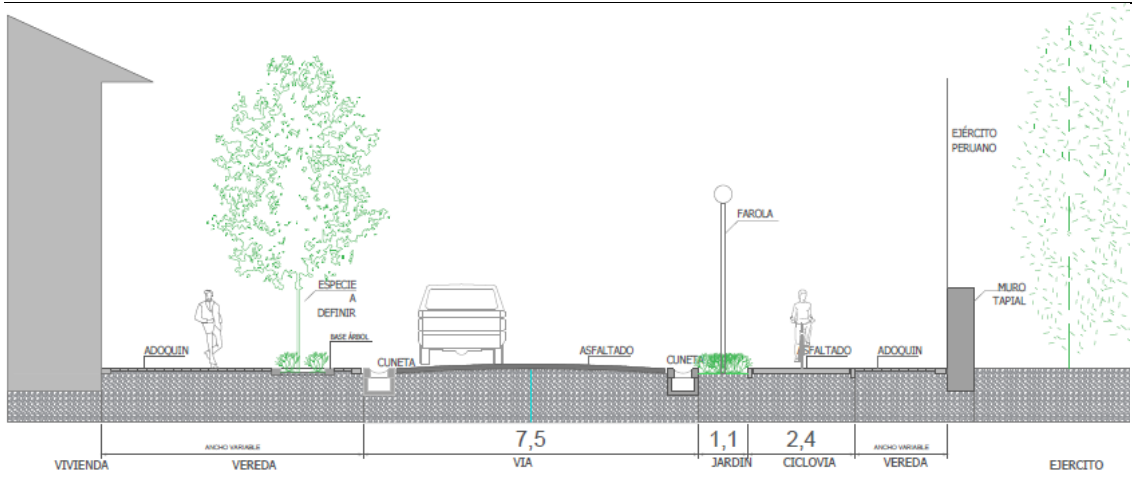 EJÉRCITO
PERUANO
FAROLA
ESPECIE
A
DEFINIR
MURO
TAPIAL
BASE ÁRBOL
ADOQUIN
CUNETA
ASFALTADO
CUNETA
SFALTADO
ADOQUIN
7,5
1,1
2,4
ANCHO VARIABLE
ANCHO VARIABLE
VIVIENDA
VEREDA
VIA
JARDIN
CICLOVIA
VEREDA
EJERCITO